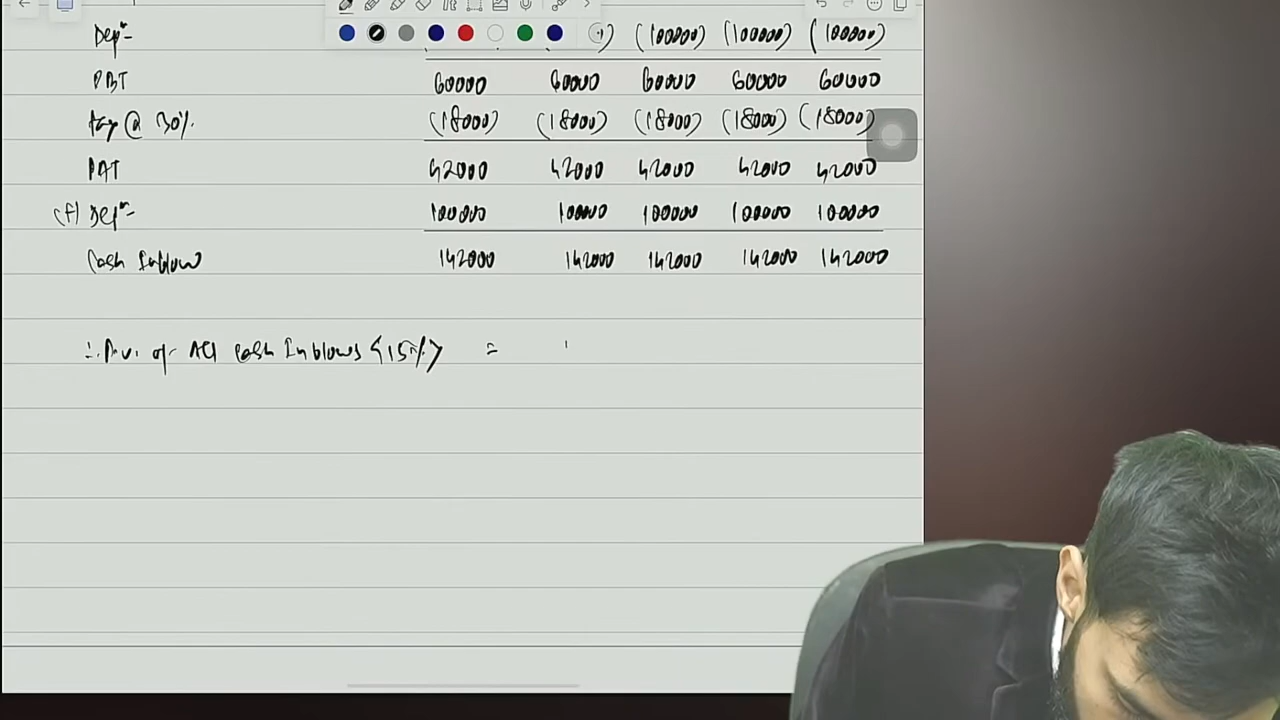 Depn (100000) (100000) (100000)
PBT 60000 60000 60000 60000 60000
Tax @ 30% (18000) (18000) (18000) (18000) (18000)
PAT 42000 42000 42000 42000 42000
(+) Depn 100000 100000 100000 100000 100000
Cash Inflow 142000 142000 142000 142000 142000
∴ P.v. of All Cash Inflows {15%} =